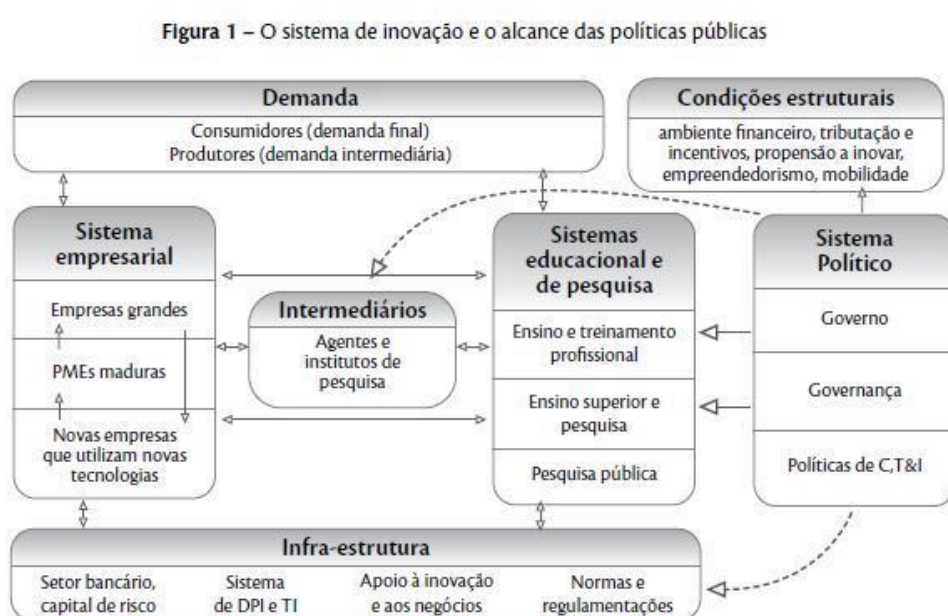 Figura 1 – O sistema de inovação e o alcance das políticas públicas
Demanda
Consumidores (demanda final)
Produtores (demanda intermediária)
Condições estruturais
ambiente financeiro, tributação e
incentivos, propensão a inovar,
empreendedorismo, mobilidade
Sistema
empresarial
Empresas grandes
PMEs maduras
Novas empresas
que utilizam novas
tecnologias
Intermediários
Agentes e
institutos de
pesquisa
Sistemas
educacional e
de pesquisa
Ensino e treinamento
profissional
Ensino superior e
pesquisa
Pesquisa pública
Sistema
Político
Governo
Governança
Políticas de C,T&I
Infra-estrutura
Setor bancário,
capital de risco
Sistema
de DPI e TI
Apoio à inovação
e aos negócios
Normas e
regulamentações